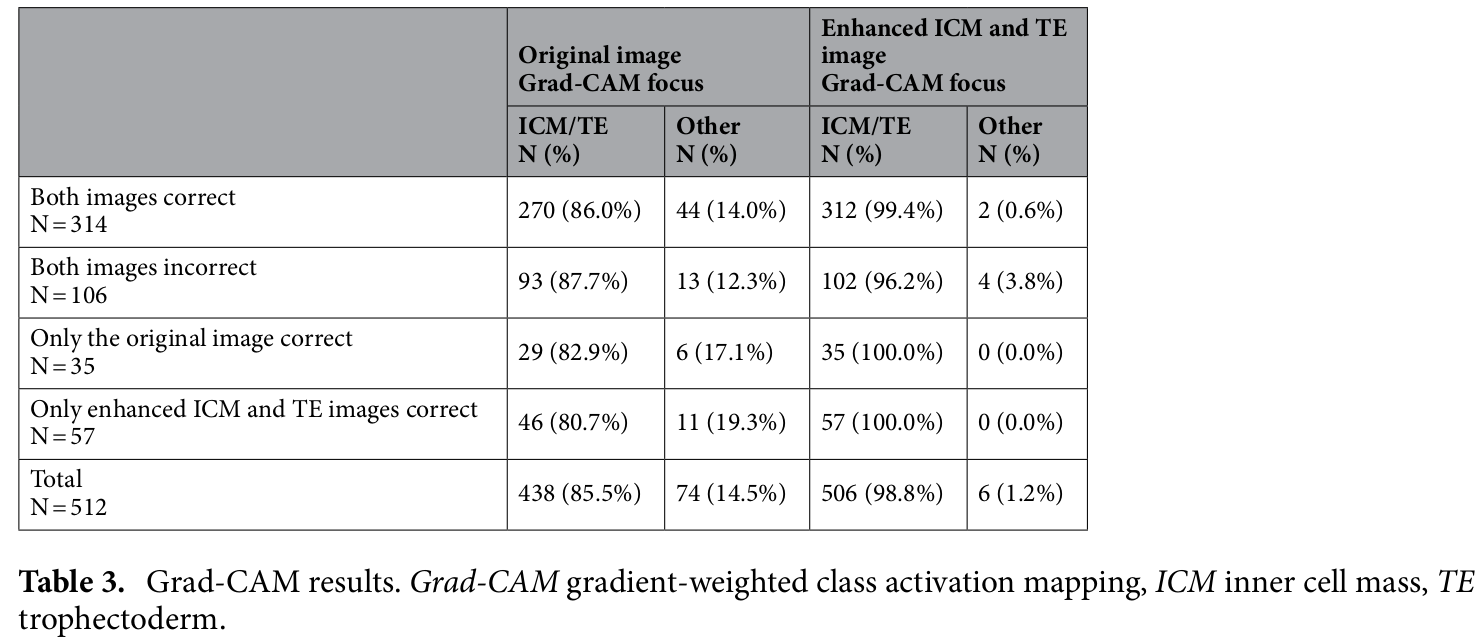 Original image
Grad-CAM focus
Enhanced ICM and TE
image
Grad-CAM focus
ICM/TE
N (%)
Other
N (%)
ICM/TE
N (%)
Other
N (%)
Both images correct
N = 314
270 (86.0%)
44 (14.0%)
312 (99.4%)
2 (0.6%)
Both images incorrect
N = 106
93 (87.7%)
13 (12.3%)
102 (96.2%)
4 (3.8%)
Only the original image correct
N = 35
29 (82.9%)
6 (17.1%)
35 (100.0%)
0 (0.0%)
Only enhanced ICM and TE images correct
N = 57
46 (80.7%)
11 (19.3%)
57 (100.0%)
0 (0.0%)
Total
N = 512
438 (85.5%)
74 (14.5%)
506 (98.8%)
6 (1.2%)
Table 3. Grad-CAM results. Grad-CAM gradient-weighted class activation mapping, ICM inner cell mass, TE
trophectoderm.